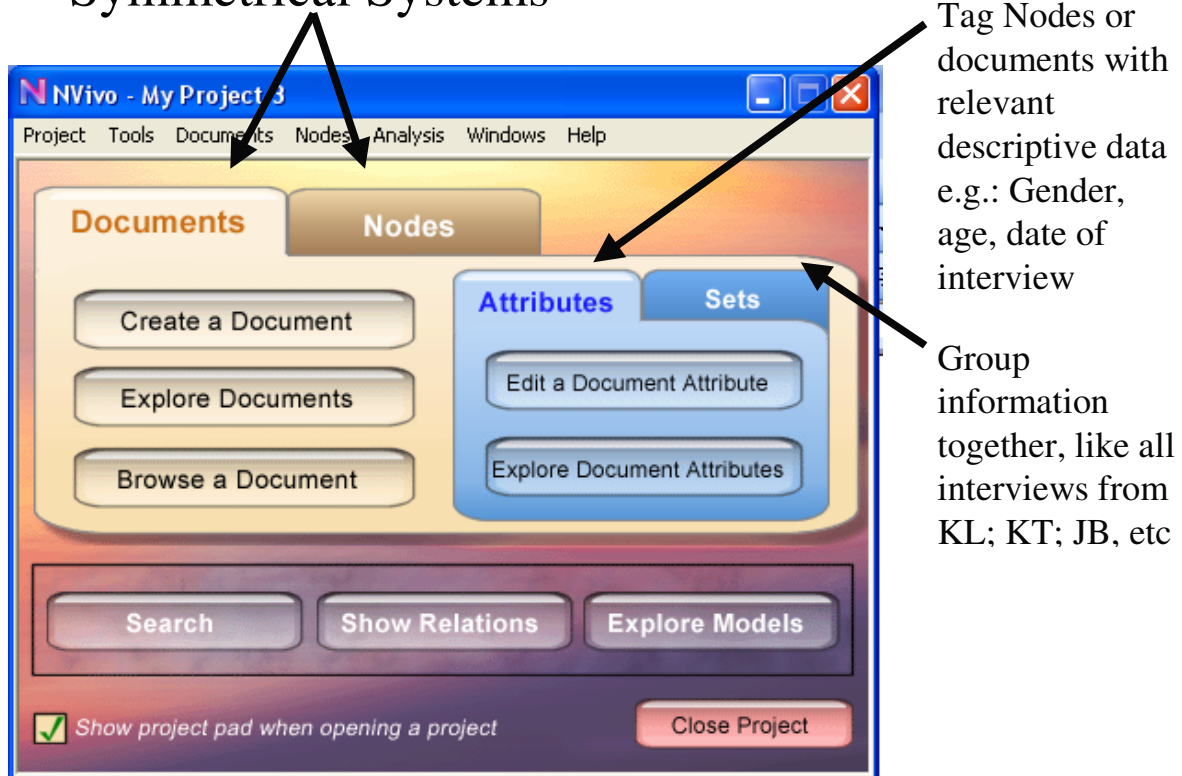 Symmetrical Systems
Tag Nodes or
documents with
relevant
descriptive data
e.g.: Gender,
age, date of
interview
NVivo - My Project 3
Project Tools Documents Nodes Analysis Windows Help
Documents
Nodes
Create a Document
Explore Documents
Browse a Document
Attributes
Sets
Edit a Document Attribute
Explore Document Attributes
Group
information
together, like all
interviews from
KL; KT; JB, etc
Search
Show Relations
Explore Models
Show project pad when opening a project
Close Project